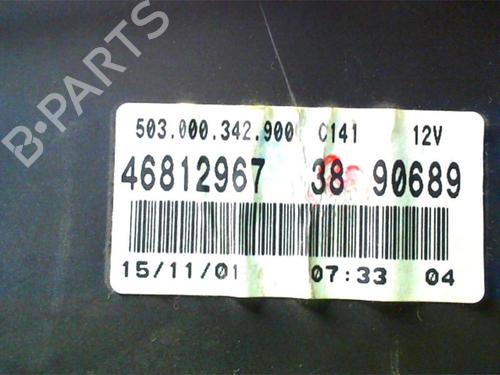 B-PARTS
503.000.342.900 C141 12V
46812967 38 90689
15/11/01 07:33 04